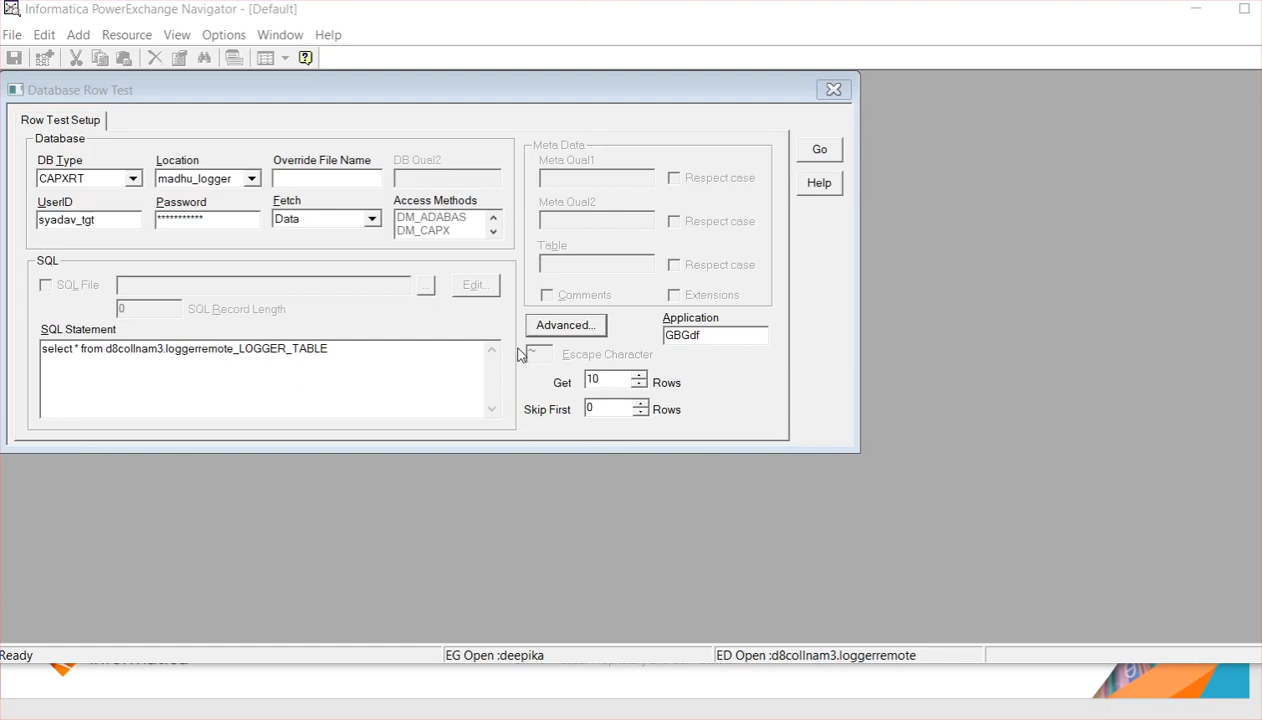 Informatica PowerExchange Navigator - [Default]
File Edit Add Resource View Options Window Help
Database Row Test
Row Test Setup
Database
DB Type Location Override File Name DB Qual2
CAPXRT madhu_logger
UserID Password Fetch Access Methods
syadav_tgt *********** Data DM_ADABAS
DM_CAPX
SQL
SQL File ... Edit...
0 SQL Record Length
SQL Statement
select * from d8collnam3.loggerremote_LOGGER_TABLE
Meta Data
Meta Qual1
Respect case
Meta Qual2
Respect case
Table
Respect case
Comments Extensions
Advanced... Application
GBGdf
~ Escape Character
Get 10 Rows
Skip First 0 Rows
Go
Help
Ready EG Open :deepika ED Open :d8collnam3.loggerremote